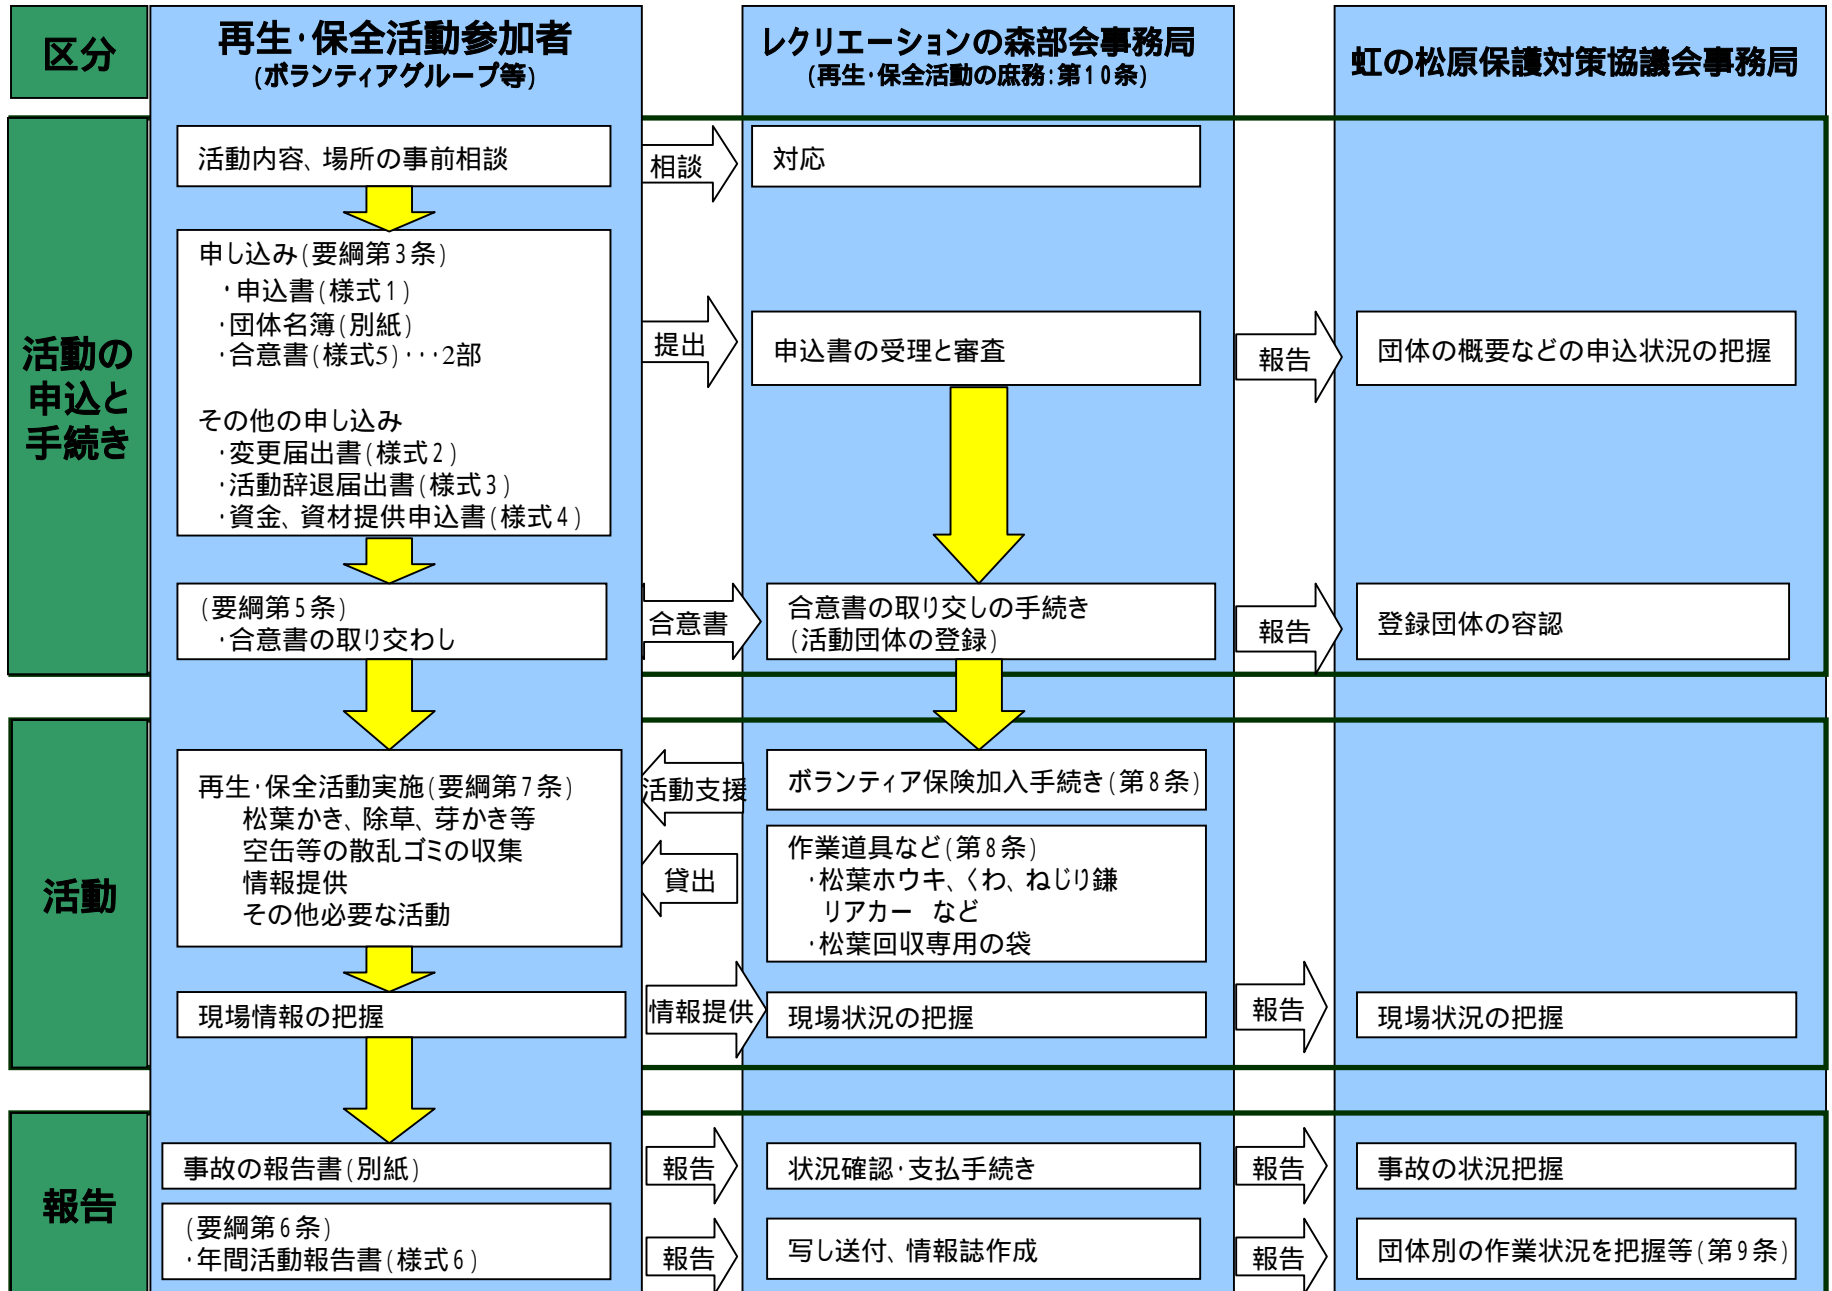 区分
再生・保全活動参加者
(ボランティアグループ等)
レクリエーションの森部会事務局
(再生・保全活動の庶務:第10条)
虹の松原保護対策協議会事務局
活動の
申込と
手続き
活動内容、場所の事前相談
相談
対応
申し込み(要綱第3条)
・申込書(様式1)
・団体名簿(別紙)
・合意書(様式5)・・・2部
その他の申し込み
・変更届出書(様式2)
・活動辞退届出書(様式3)
・資金、資材提供申込書(様式4)
提出
申込書の受理と審査
報告
団体の概要などの申込状況の把握
(要綱第5条)
・合意書の取り交わし
合意書
合意書の取り交しの手続き
(活動団体の登録)
報告
登録団体の容認
活動
再生・保全活動実施(要綱第7条)
松葉かき、除草、芽かき等
空缶等の散乱ゴミの収集
情報提供
その他必要な活動
活動支援
ボランティア保険加入手続き(第8条)
貸出
作業道具など(第8条)
・松葉ホウキ、くわ、ねじり鎌
リアカー など
・松葉回収専用の袋
現場情報の把握
情報提供
現場状況の把握
報告
現場状況の把握
報告
事故の報告書(別紙)
報告
状況確認・支払手続き
報告
事故の状況把握
(要綱第6条)
・年間活動報告書(様式6)
報告
写し送付、情報誌作成
報告
団体別の作業状況を把握等(第9条)